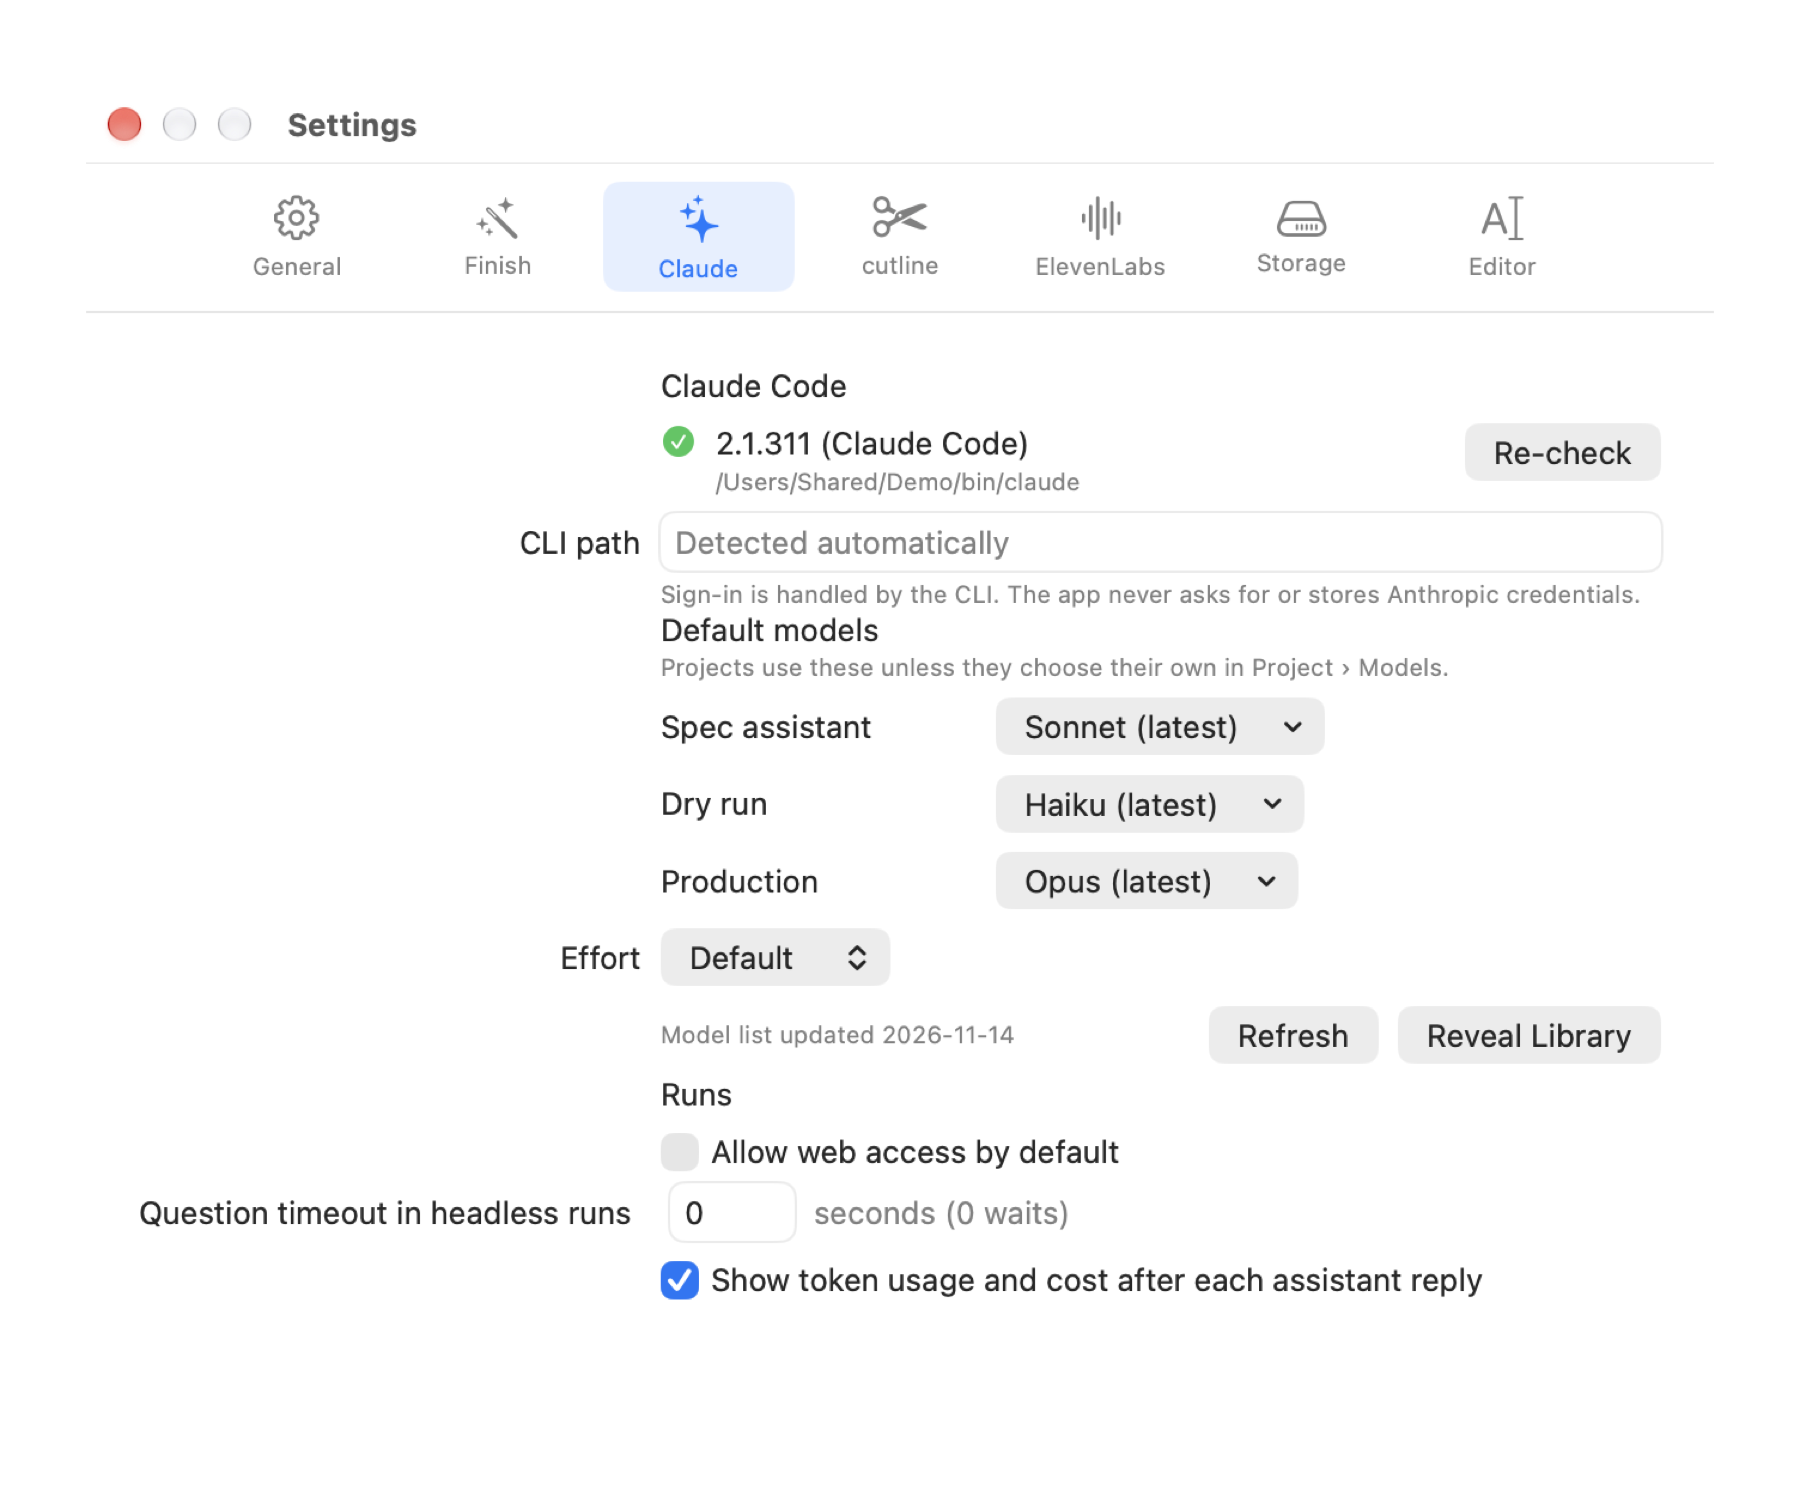 Settings
General
Finish
Claude
cutline
ElevenLabs
Storage
Editor
Claude Code
2.1.311 (Claude Code)
/Users/Shared/Demo/bin/claude
Re-check
CLI path
Detected automatically
Sign-in is handled by the CLI. The app never asks for or stores Anthropic credentials.
Default models
Projects use these unless they choose their own in Project › Models.
Spec assistant
Sonnet (latest)
Dry run
Haiku (latest)
Production
Opus (latest)
Effort
Default
Model list updated 2026-11-14
Refresh
Reveal Library
Runs
Allow web access by default
Question timeout in headless runs
0
seconds (0 waits)
Show token usage and cost after each assistant reply